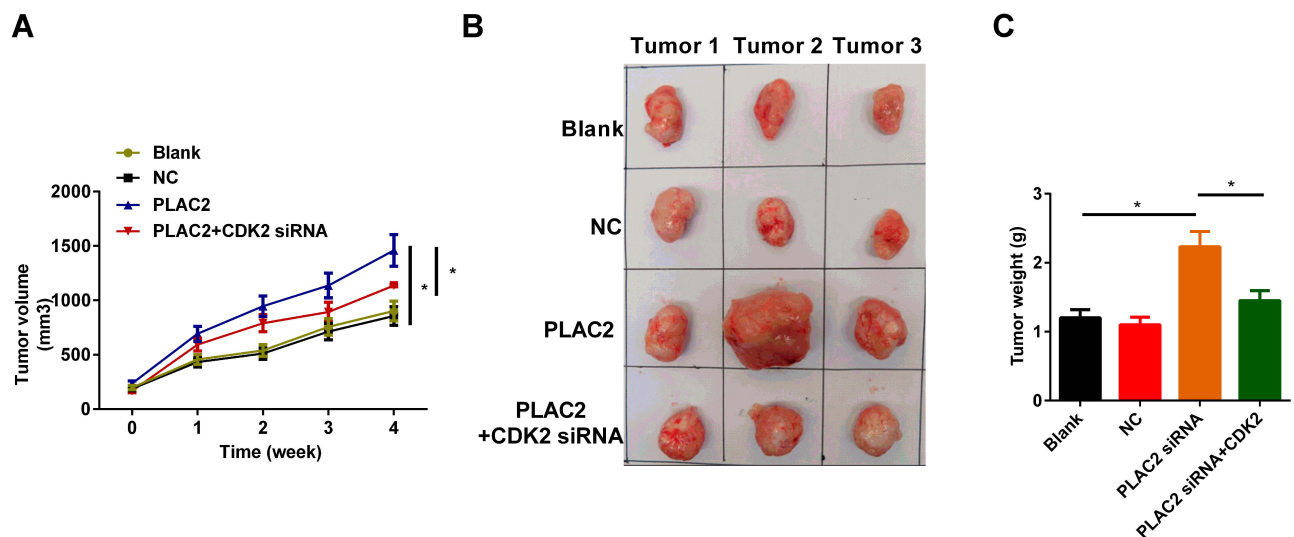 A
Blank
NC
PLAC2
PLAC2+CDK2 siRNA
2000
1500
1000
500
0
Tumor volume
(mm3)
0 1 2 3 4
Time (week)
*
*
B
Tumor 1 Tumor 2 Tumor 3
Blank
NC
PLAC2
PLAC2
+CDK2 siRNA
C
3
2
1
0
Tumor weight (g)
*
*
Blank
NC
PLAC2 siRNA
PLAC2 siRNA+CDK2